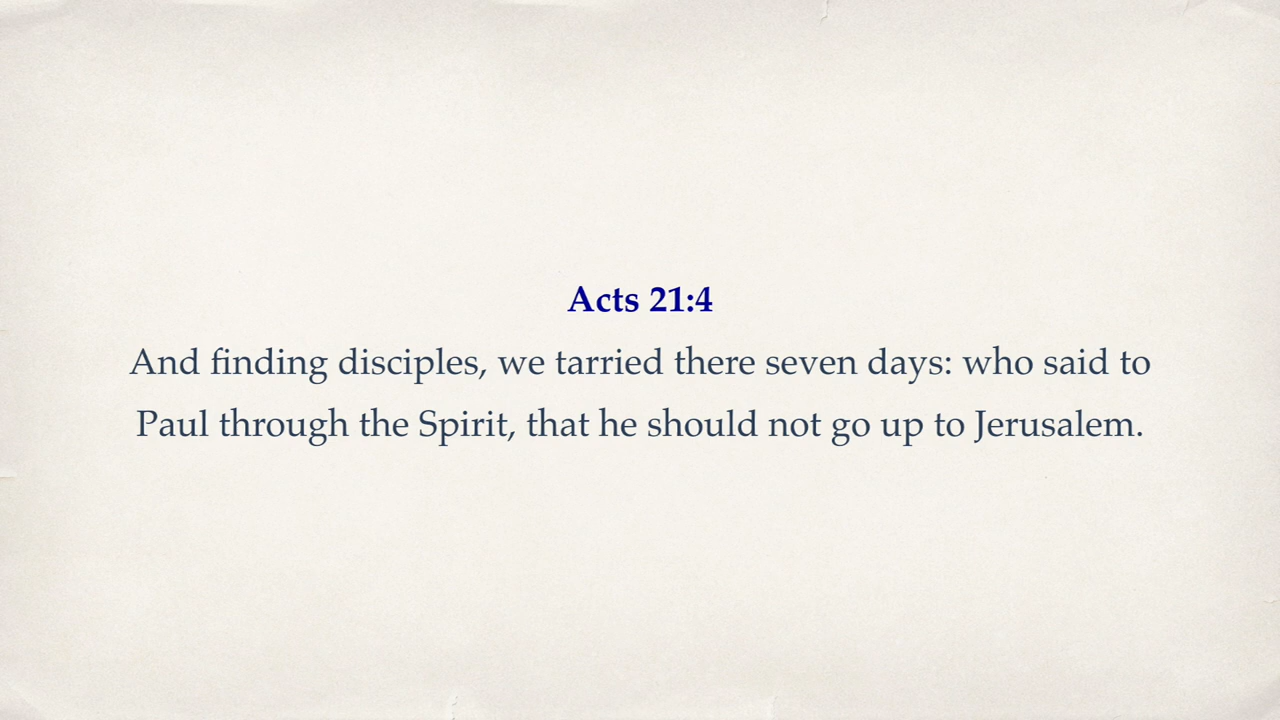 Acts 21:4
And finding disciples, we tarried there seven days: who said to
Paul through the Spirit, that he should not go up to Jerusalem.